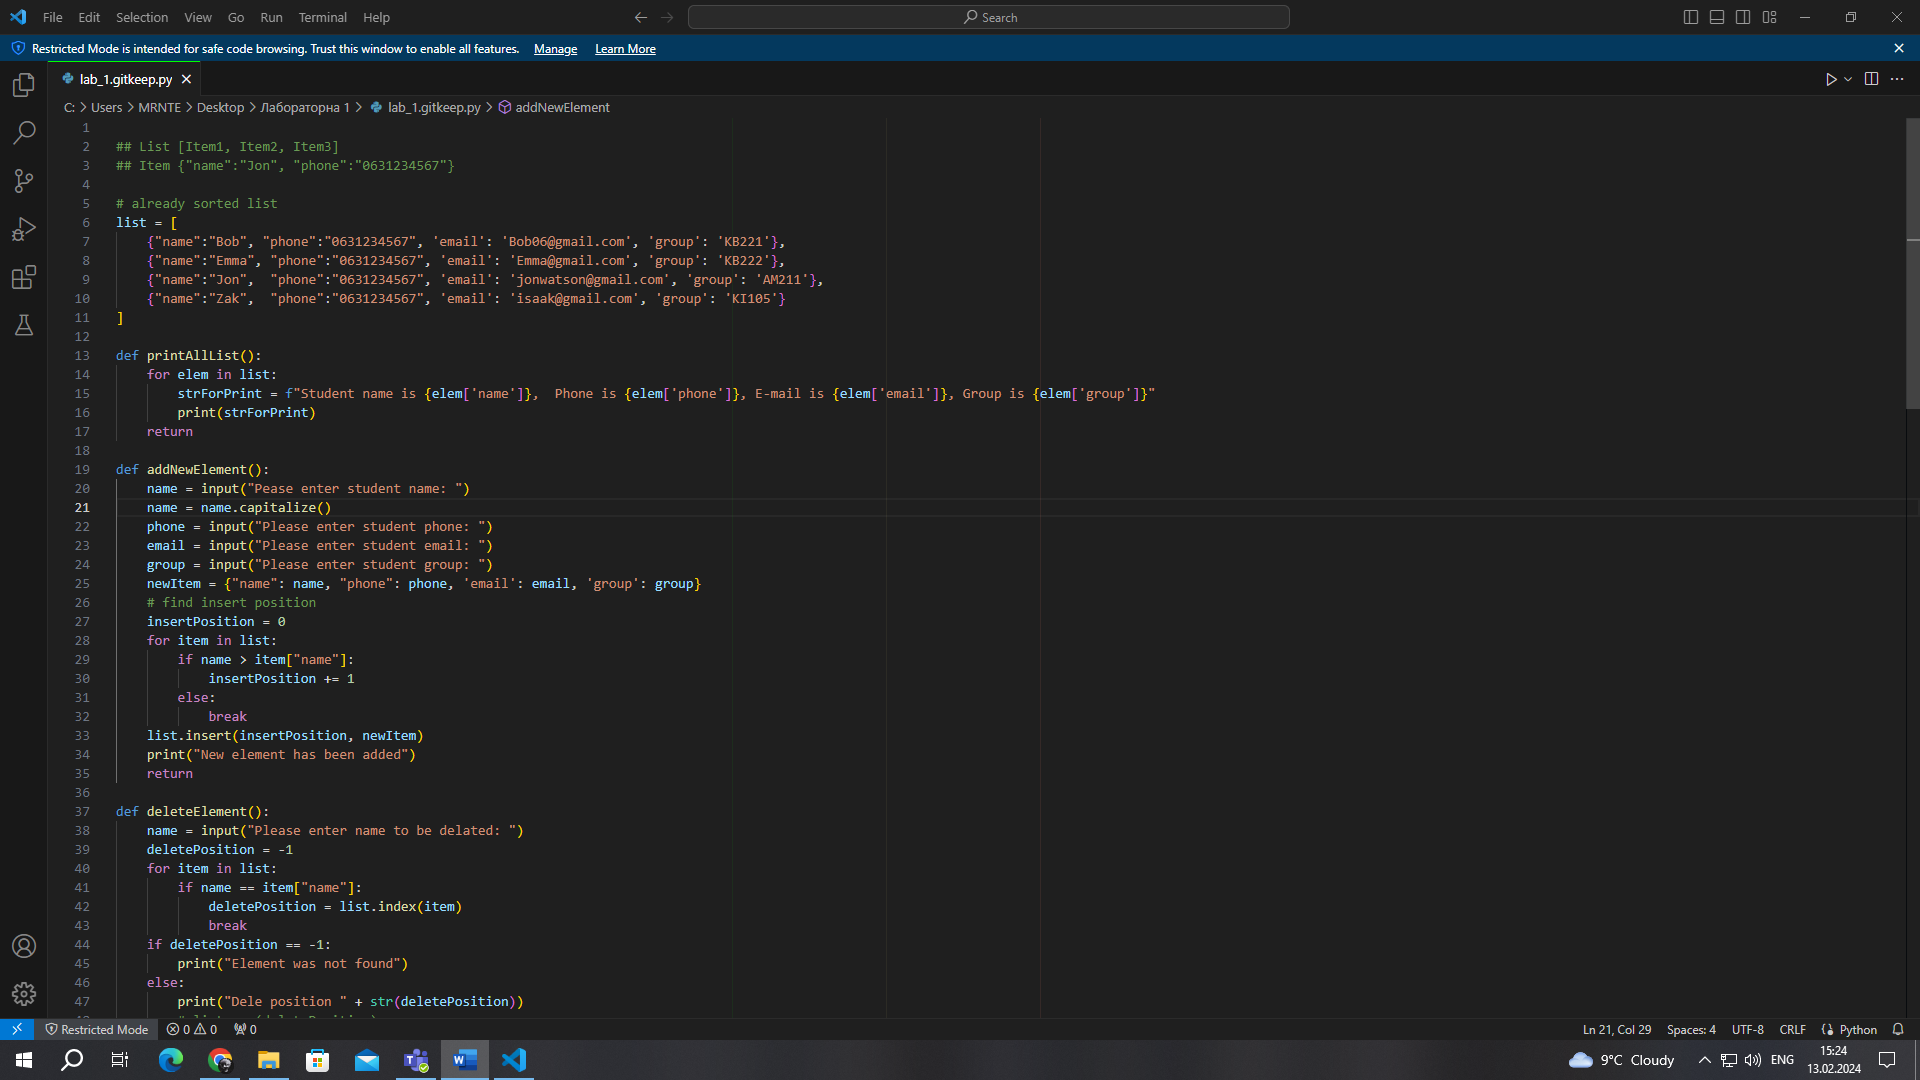 File Edit Selection View Go Run Terminal Help Search
Restricted Mode is intended for safe code browsing. Trust this window to enable all features. Manage Learn More
lab_1.gitkeep.py
C: > Users > MRNTE > Desktop > Лабораторна 1 > lab_1.gitkeep.py > addNewElement
1
2 ## List [Item1, Item2, Item3]
3 ## Item {"name":"Jon", "phone":"0631234567"}
4
5 # already sorted list
6 list = [
7 {"name":"Bob", "phone":"0631234567", 'email': 'Bob06@gmail.com', 'group': 'KB221'},
8 {"name":"Emma", "phone":"0631234567", 'email': 'Emma@gmail.com', 'group': 'KB222'},
9 {"name":"Jon",  "phone":"0631234567", 'email': 'jonwatson@gmail.com', 'group': 'AM211'},
10 {"name":"Zak",  "phone":"0631234567", 'email': 'isaak@gmail.com', 'group': 'KI105'}
11 ]
12
13 def printAllList():
14 for elem in list:
15 strForPrint = f"Student name is {elem['name']},  Phone is {elem['phone']}, E-mail is {elem['email']}, Group is {elem['group']}"
16 print(strForPrint)
17 return
18
19 def addNewElement():
20 name = input("Pease enter student name: ")
21 name = name.capitalize()
22 phone = input("Please enter student phone: ")
23 email = input("Please enter student email: ")
24 group = input("Please enter student group: ")
25 newItem = {"name": name, "phone": phone, 'email': email, 'group': group}
26 # find insert position
27 insertPosition = 0
28 for item in list:
29 if name > item["name"]:
30 insertPosition += 1
31 else:
32 break
33 list.insert(insertPosition, newItem)
34 print("New element has been added")
35 return
36
37 def deleteElement():
38 name = input("Please enter name to be delated: ")
39 deletePosition = -1
40 for item in list:
41 if name == item["name"]:
42 deletePosition = list.index(item)
43 break
44 if deletePosition == -1:
45 print("Element was not found")
46 else:
47 print("Dele position " + str(deletePosition))
Restricted Mode 0 0 0 Ln 21, Col 29 Spaces: 4 UTF-8 CRLF Python
9°C Cloudy ENG 15:24
13.02.2024